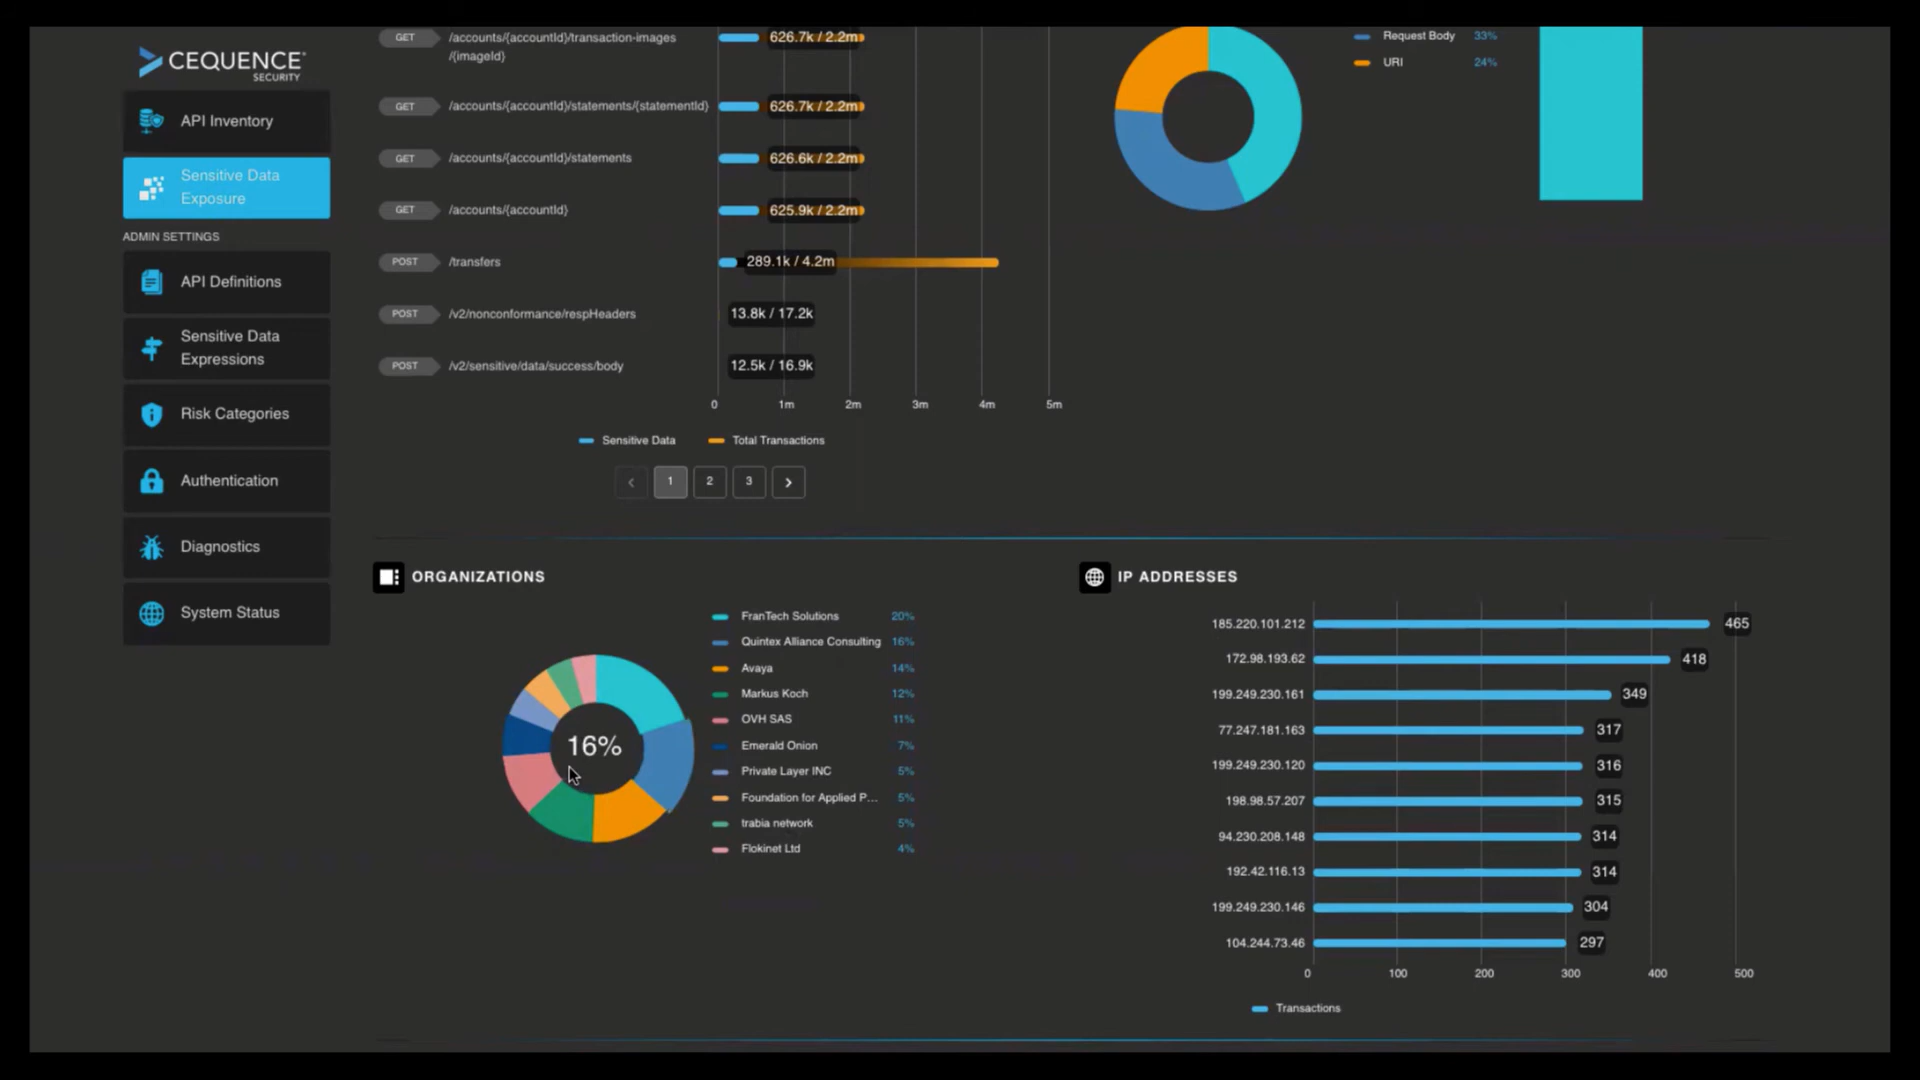 CEQUENCE
SECURITY
API Inventory
Sensitive Data
Exposure
ADMIN SETTINGS
API Definitions
Sensitive Data
Expressions
Risk Categories
Authentication
Diagnostics
System Status
GET /accounts/{accountId}/transaction-images
/{imageId}
626.7k / 2.2m
GET /accounts/{accountId}/statements/{statementId} 626.7k / 2.2m
GET /accounts/{accountId}/statements 626.6k / 2.2m
GET /accounts/{accountId} 625.9k / 2.2m
POST /transfers 289.1k / 4.2m
POST /v2/nonconformance/respHeaders 13.8k / 17.2k
POST /v2/sensitive/data/success/body 12.5k / 16.9k
0 1m 2m 3m 4m 5m
Sensitive Data Total Transactions
< 1 2 3 >
Request Body 33%
URI 24%
ORGANIZATIONS
16%
FranTech Solutions 20%
Quintex Alliance Consulting 16%
Avaya 14%
Markus Koch 12%
OVH SAS 11%
Emerald Onion 7%
Private Layer INC 5%
Foundation for Applied P... 5%
trabia network 5%
Flokinet Ltd 4%
IP ADDRESSES
185.220.101.212 465
172.98.193.62 418
199.249.230.161 349
77.247.181.163 317
199.249.230.120 316
198.98.57.207 315
94.230.208.148 314
192.42.116.13 314
199.249.230.146 304
104.244.73.46 297
0 100 200 300 400 500
Transactions